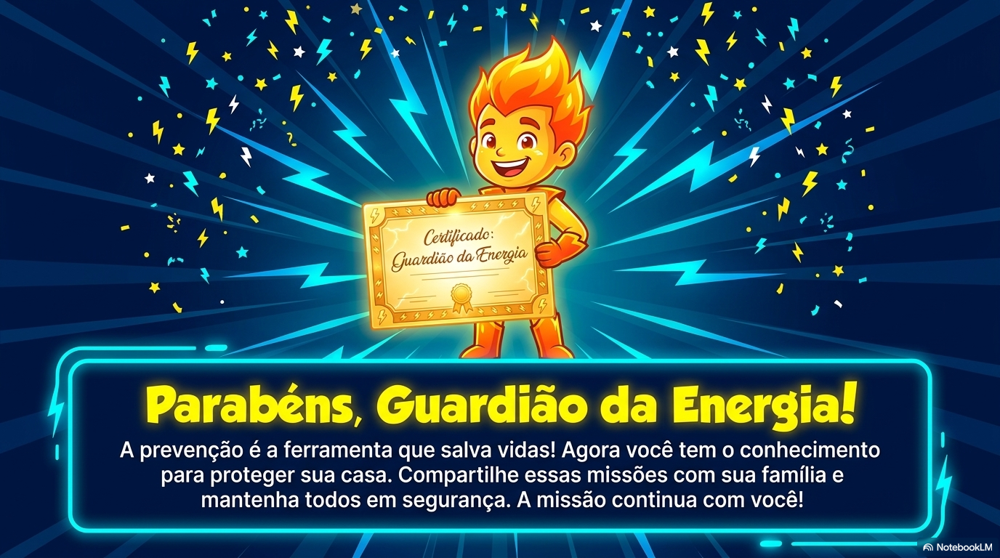 Certificado:
Guardião da Energia
Parabéns, Guardião da Energia!
A prevenção é a ferramenta que salva vidas! Agora você tem o conhecimento
para proteger sua casa. Compartilhe essas missões com sua família e
mantenha todos em segurança. A missão continua com você!
NotebookLM